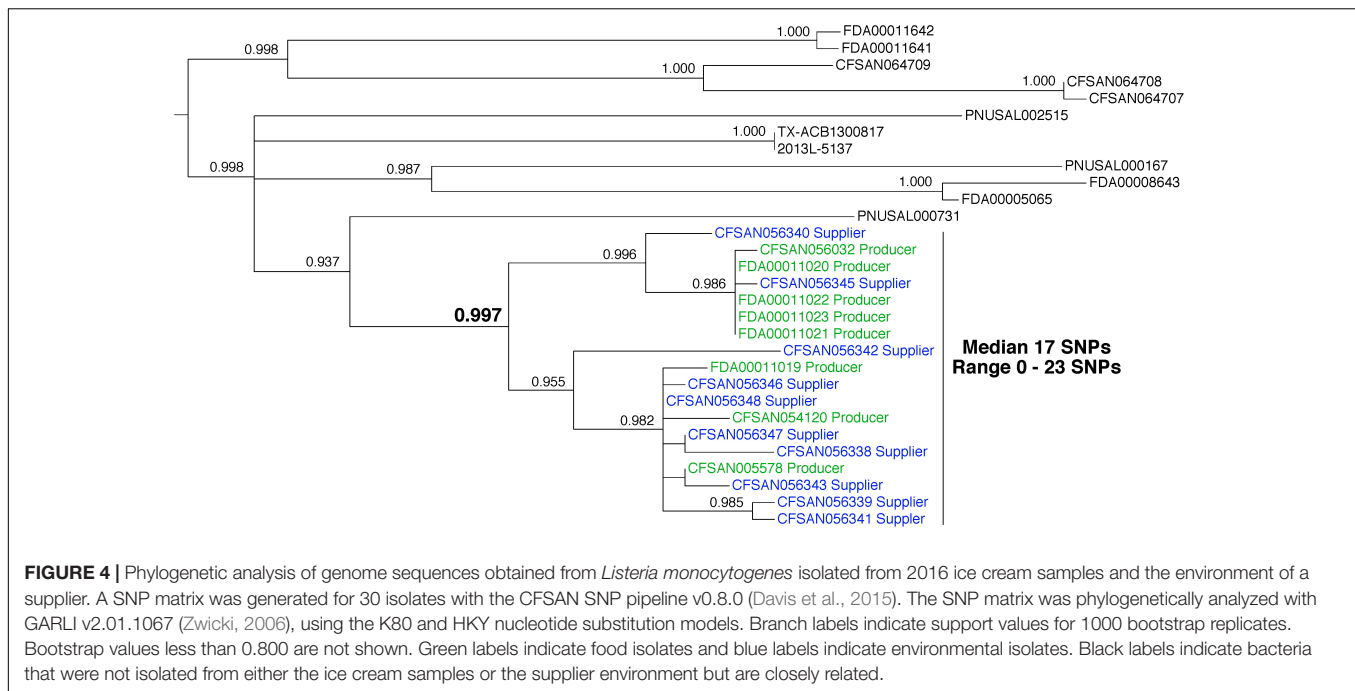 1.000
FDA00011642
0.998
FDA00011641
1.000
CFSAN064709
1.000
CFSAN064708
CFSAN064707
PNUSAL002515
1.000
TX-ACB1300817
2013L-5137
0.998
0.987
PNUSAL000167
1.000
FDA00008643
FDA00005065
PNUSAL000731
CFSAN056340 Supplier
0.937
0.996
CFSAN056032 Producer
FDA00011020 Producer
0.986
CFSAN056345 Supplier
FDA00011022 Producer
0.997
FDA00011023 Producer
FDA00011021 Producer
CFSAN056342 Supplier
Median 17 SNPs
Range 0 - 23 SNPs
FDA00011019 Producer
0.955
CFSAN056346 Supplier
CFSAN056348 Supplier
0.982
CFSAN054120 Producer
CFSAN056347 Supplier
CFSAN056338 Supplier
CFSAN005578 Producer
CFSAN056343 Supplier
0.985
CFSAN056339 Supplier
CFSAN056341 Suppler
FIGURE 4 | Phylogenetic analysis of genome sequences obtained from Listeria monocytogenes isolated from 2016 ice cream samples and the environment of a
supplier. A SNP matrix was generated for 30 isolates with the CFSAN SNP pipeline v0.8.0 (Davis et al., 2015). The SNP matrix was phylogenetically analyzed with
GARLI v2.01.1067 (Zwicki, 2006), using the K80 and HKY nucleotide substitution models. Branch labels indicate support values for 1000 bootstrap replicates.
Bootstrap values less than 0.800 are not shown. Green labels indicate food isolates and blue labels indicate environmental isolates. Black labels indicate bacteria
that were not isolated from either the ice cream samples or the supplier environment but are closely related.